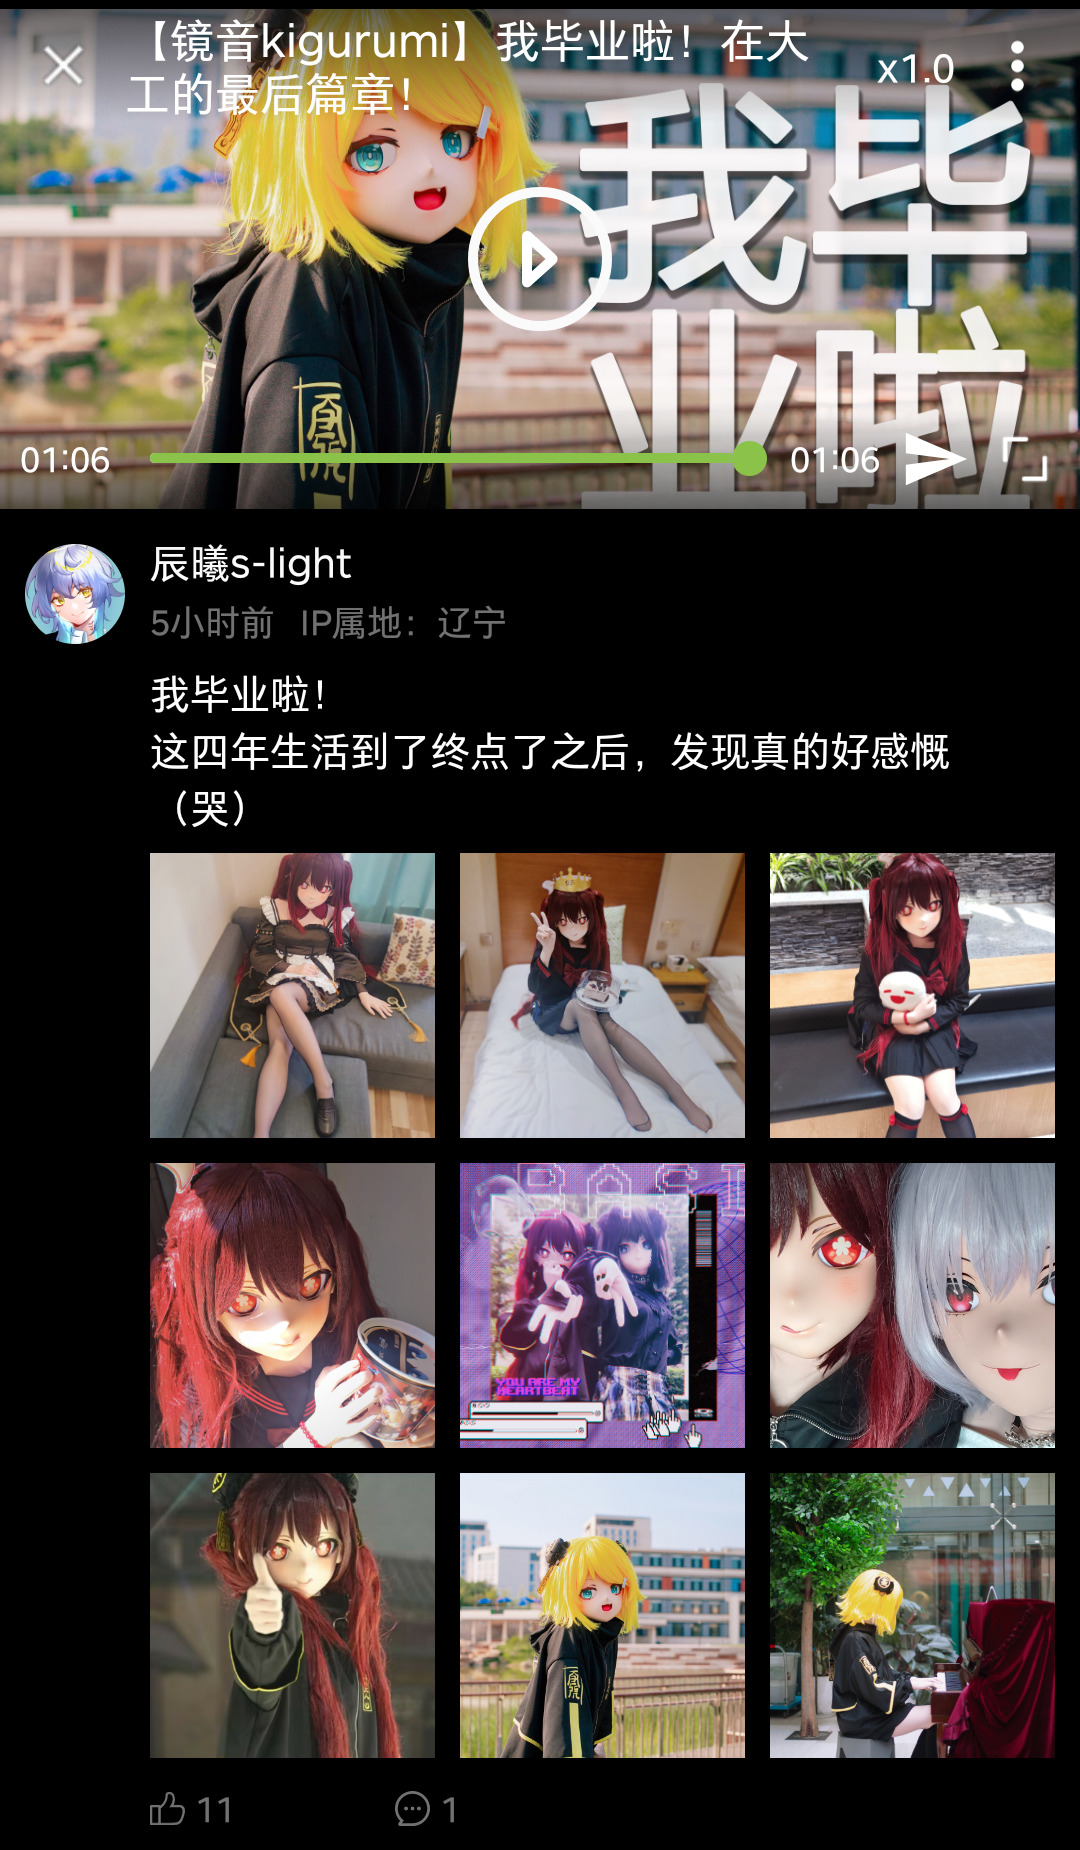 【镜音kigurumi】我毕业啦！在大
工的最后篇章！
x1.0
我毕
业啦
01:06
01:06
辰曦s-light
5小时前 IP属地：辽宁
我毕业啦！
这四年生活到了终点了之后，发现真的好感慨
（哭）
YOU ARE MY
HEARTBEAT
11
1